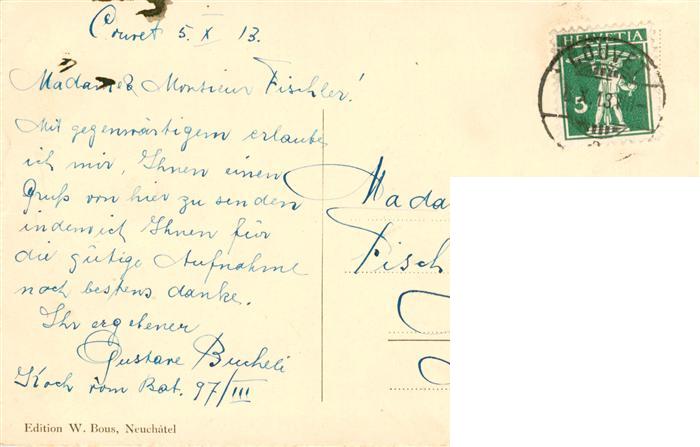 Couvet 5. X 13.
Madame & Monsieur Fischler!
Mit gegenwärtigem erlaube
ich mir, Ihnen einen
Gruß von hier zu senden
indem ich Ihnen für
die gütige Aufnahme
noch bestens danke.
Ihr ergebener
Gustave Bucheli
Koch vom Bat. 97/III
Edition W. Bous, Neuchâtel
HELVETIA
5
COUVET
Mada
Fisch